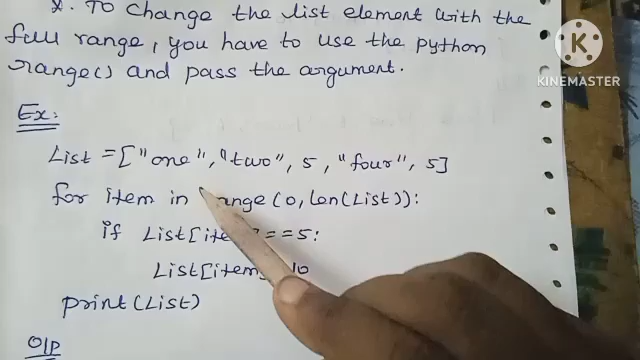 x. To Change the list element with the
full range, you have to use the python
range() and pass the argument.
Ex:
List = ["one", "two", 5, "four", 5]
for item in range (0, len(List)):
if List[ite ] ==5:
List[item] 10
print (List)
O/P
KINEMASTER